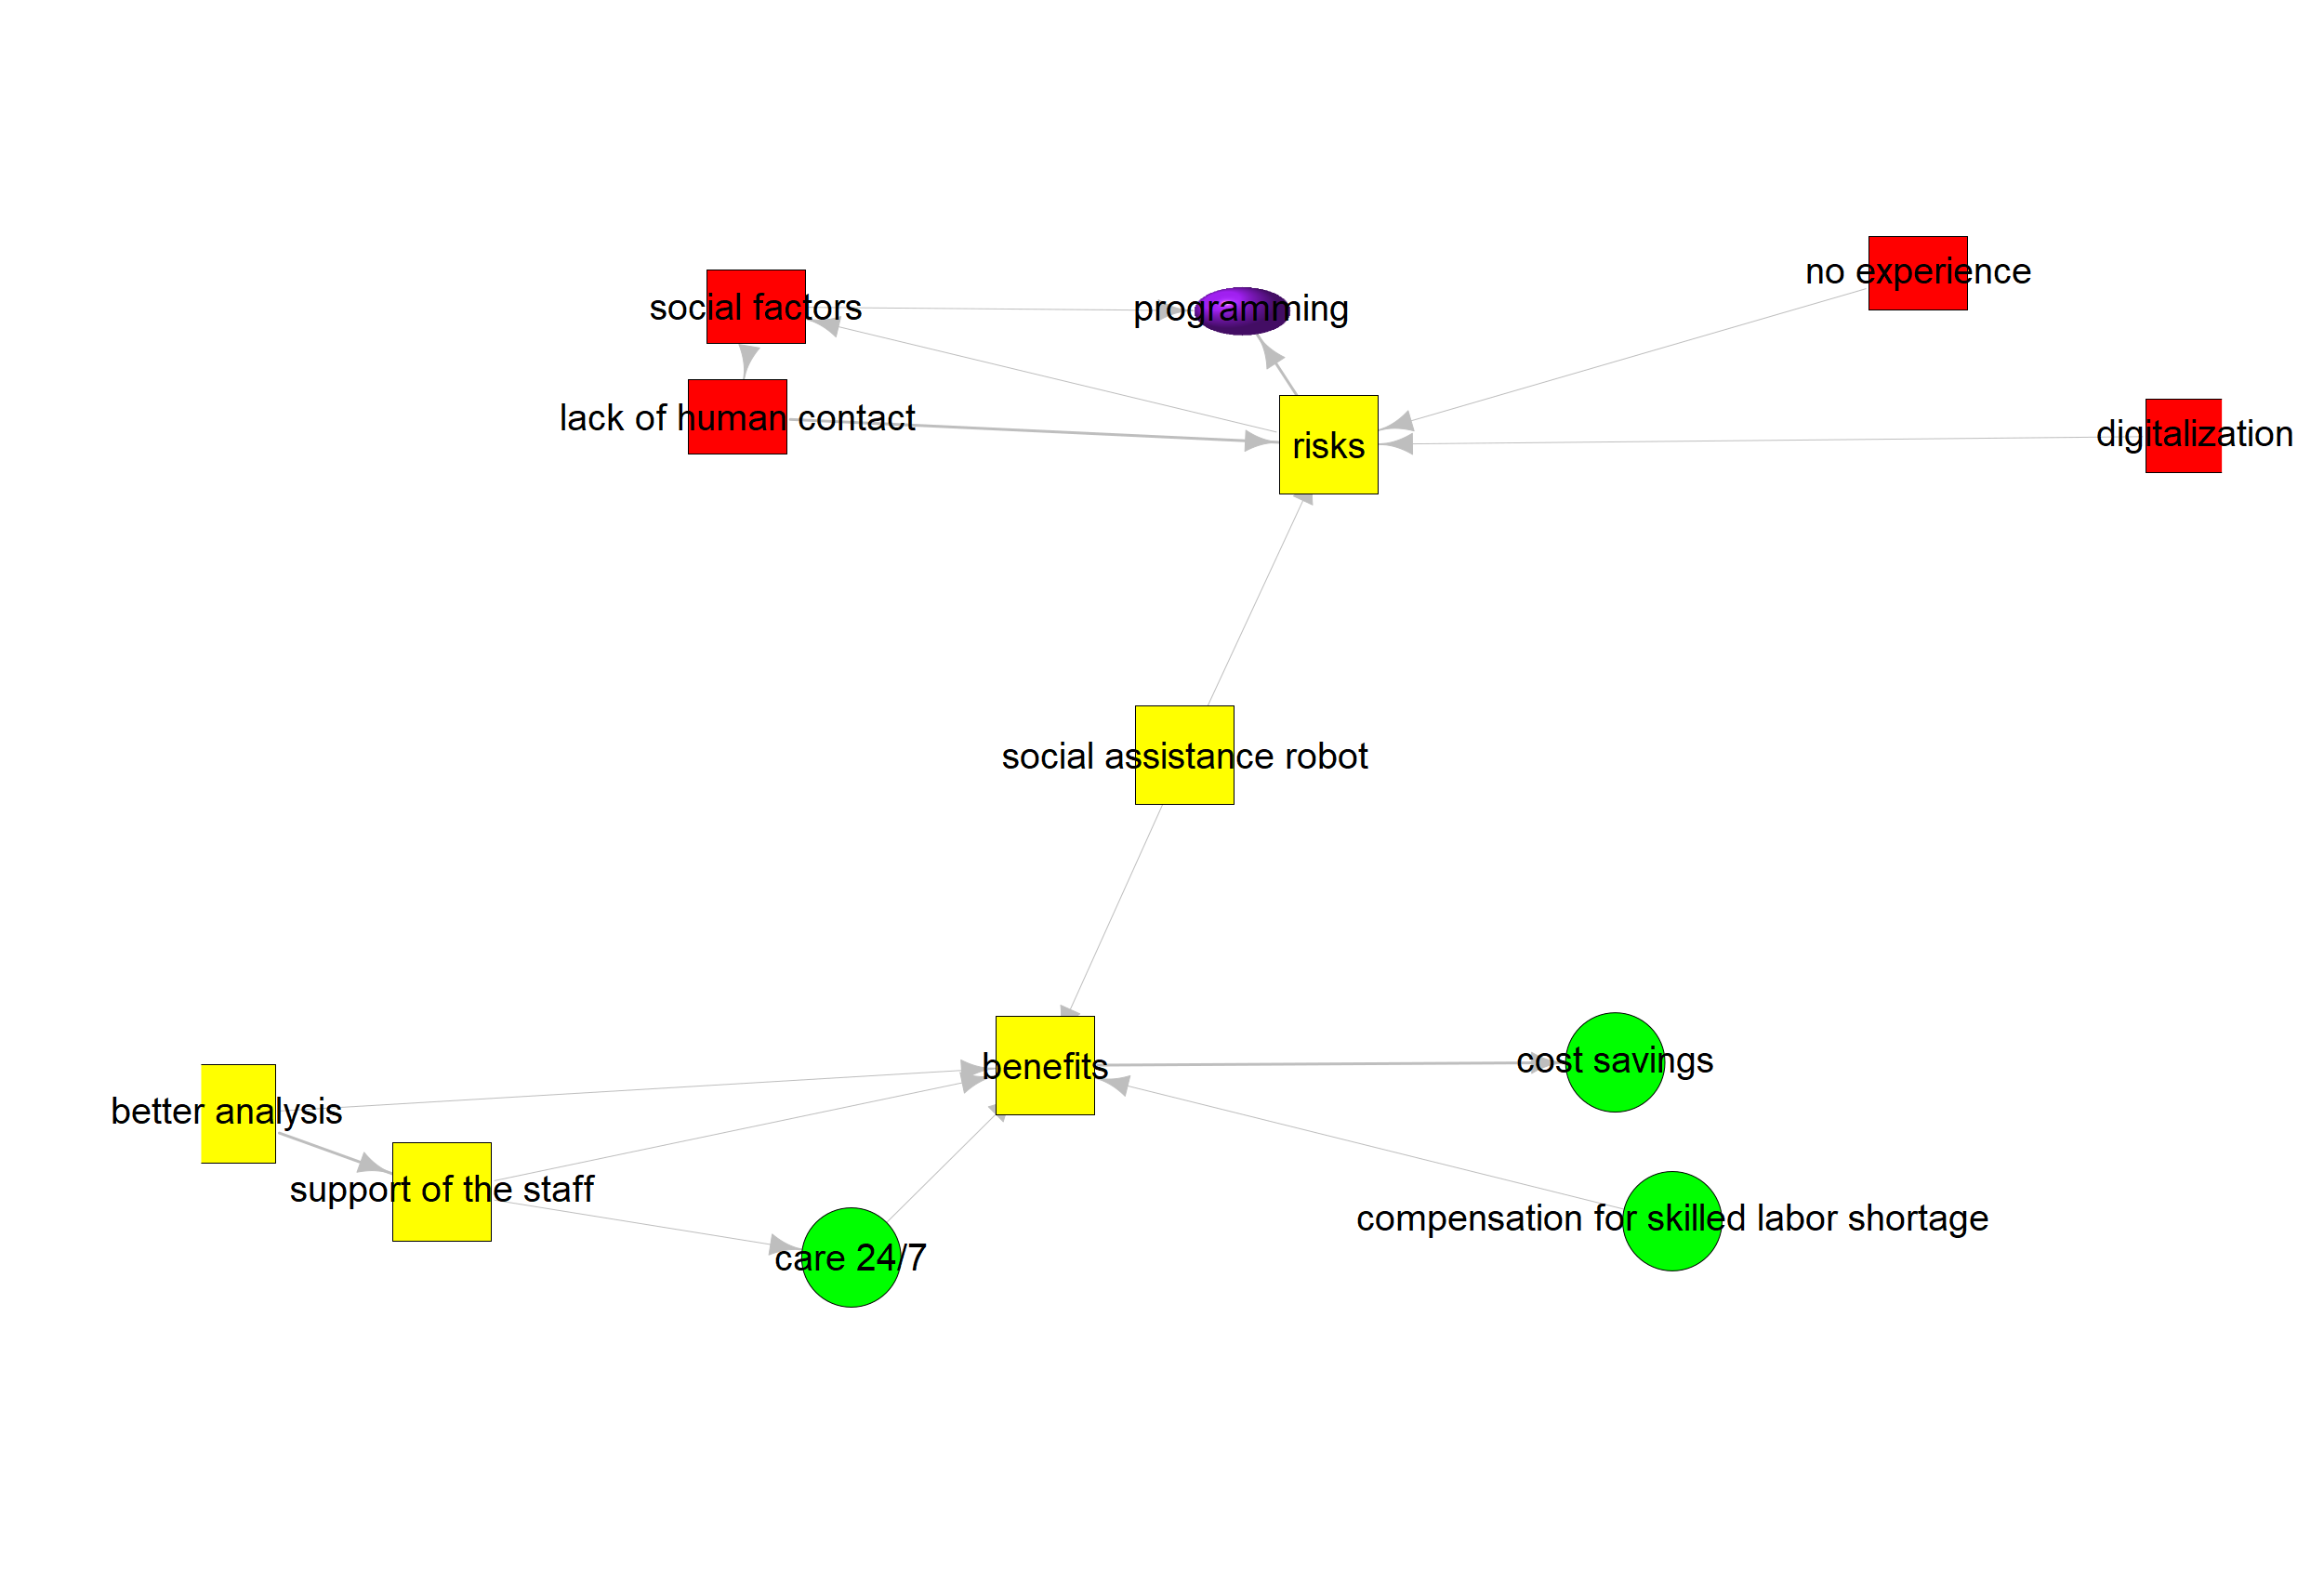 no experience
social factors
programming
lack of human contact
digitalization
risks
social assistance robot
cost savings
benefits
better analysis
support of the staff
compensation for skilled labor shortage
care 24/7